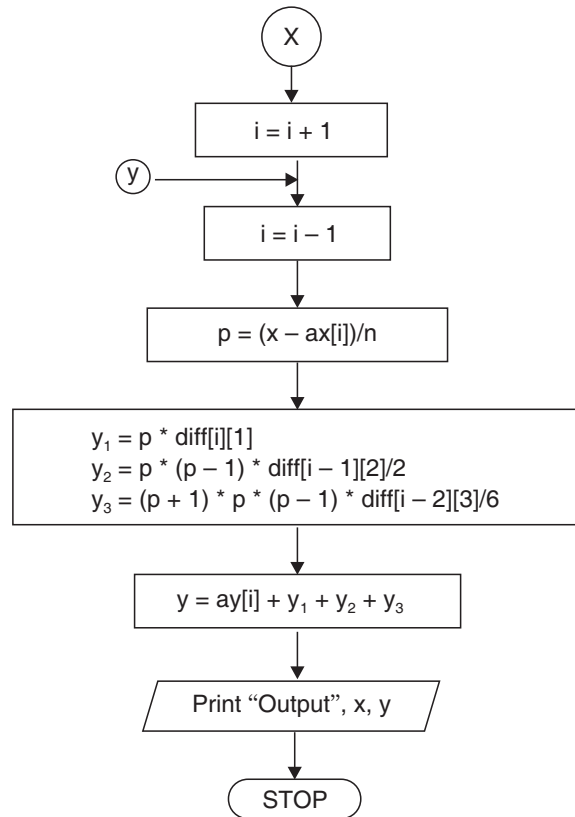 X
i = i + 1
y
i = i – 1
p = (x – ax[i])/n
y₁ = p * diff[i][1]
y₂ = p * (p – 1) * diff[i – 1][2]/2
y₃ = (p + 1) * p * (p – 1) * diff[i – 2][3]/6
y = ay[i] + y₁ + y₂ + y₃
Print “Output”, x, y
STOP